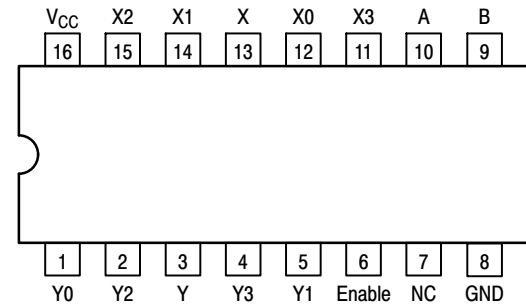 VCC X2 X1 X X0 X3 A B
16 15 14 13 12 11 10 9
1 2 3 4 5 6 7 8
Y0 Y2 Y Y3 Y1 Enable NC GND